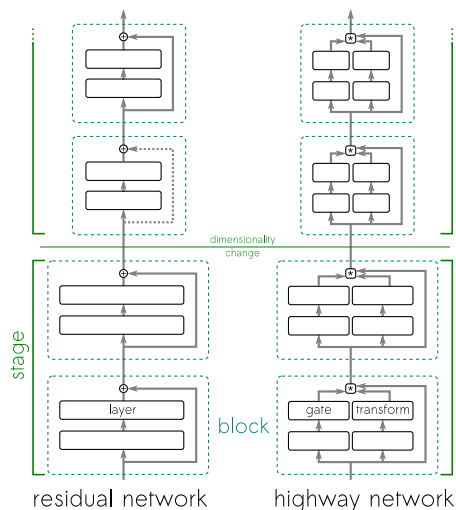 dimensionality
change
stage
layer
block
gate
transform
*
*
*
*
residual network
highway network